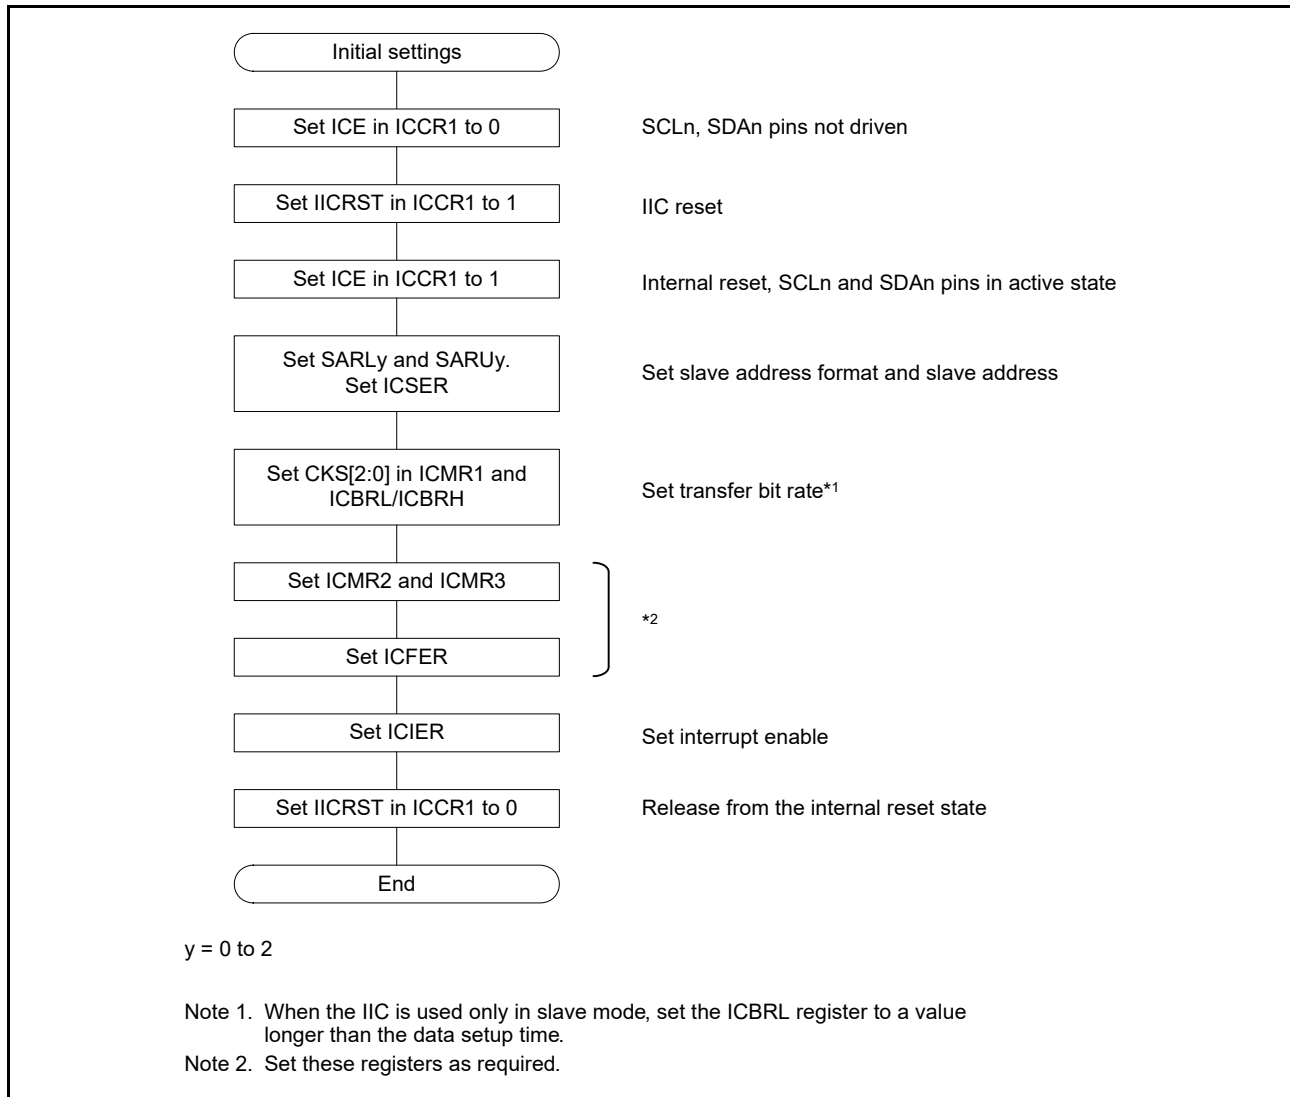 Initial settings
Set ICE in ICCR1 to 0
SCLn, SDAn pins not driven
Set IICRST in ICCR1 to 1
IIC reset
Set ICE in ICCR1 to 1
Internal reset, SCLn and SDAn pins in active state
Set SARLy and SARUy.
Set ICSER
Set slave address format and slave address
Set CKS[2:0] in ICMR1 and
ICBRL/ICBRH
Set transfer bit rate*1
Set ICMR2 and ICMR3
*2
Set ICFER
Set ICIER
Set interrupt enable
Set IICRST in ICCR1 to 0
Release from the internal reset state
End
y = 0 to 2
Note 1. When the IIC is used only in slave mode, set the ICBRL register to a value
longer than the data setup time.
Note 2. Set these registers as required.